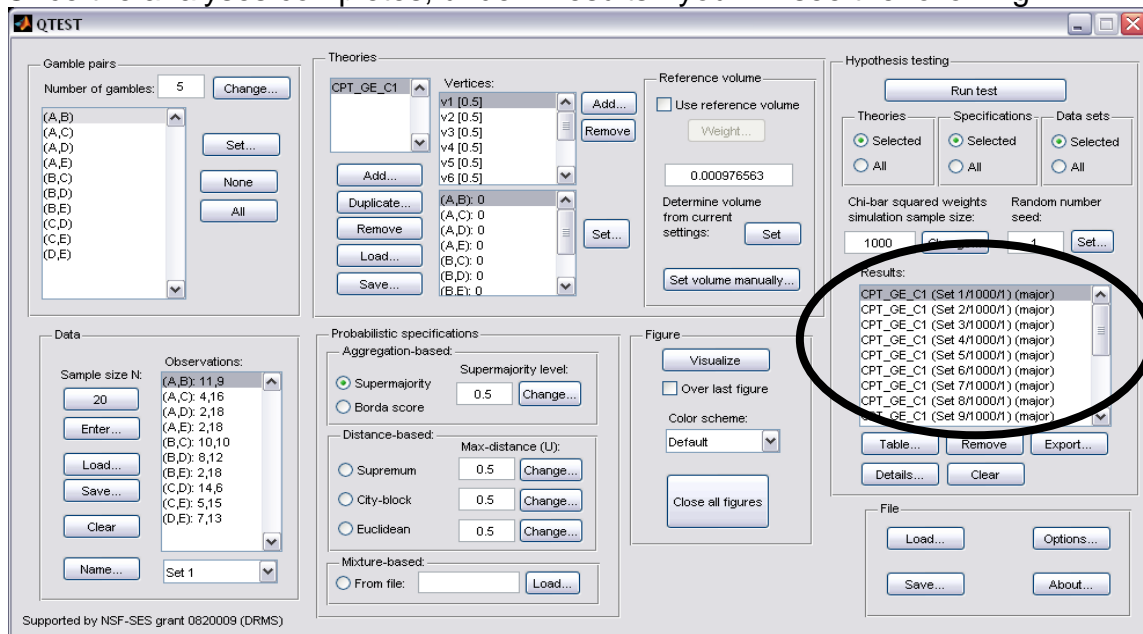 QTEST
Gamble pairs
Number of gambles: 5 Change...
(A,B)
(A,C)
(A,D)
(A,E)
(B,C)
(B,D)
(B,E)
(C,D)
(C,E)
(D,E)
Set...
None
All
Theories
CPT_GE_C1
Vertices:
v1 [0.5]
v2 [0.5]
v3 [0.5]
v4 [0.5]
v5 [0.5]
v6 [0.5]
Add...
Remove
Add...
Duplicate...
Remove
Load...
Save...
(A,B): 0
(A,C): 0
(A,D): 0
(A,E): 0
(B,C): 0
(B,D): 0
(B,E): 0
Set...
Reference volume
Use reference volume
Weight...
0.000976563
Determine volume
from current
settings: Set
Set volume manually...
Hypothesis testing
Run test
Theories
Selected
All
Specifications
Selected
All
Data sets
Selected
All
Chi-bar squared weights
simulation sample size:
1000
Random number
seed:
1 Set...
Results:
CPT_GE_C1 (Set 1/1000/1) (major)
CPT_GE_C1 (Set 2/1000/1) (major)
CPT_GE_C1 (Set 3/1000/1) (major)
CPT_GE_C1 (Set 4/1000/1) (major)
CPT_GE_C1 (Set 5/1000/1) (major)
CPT_GE_C1 (Set 6/1000/1) (major)
CPT_GE_C1 (Set 7/1000/1) (major)
CPT_GE_C1 (Set 8/1000/1) (major)
CPT_GE_C1 (Set 9/1000/1) (major)
Table... Remove Export...
Details... Clear
Data
Sample size N:
20
Enter...
Load...
Save...
Clear
Name...
Observations:
(A,B): 11,9
(A,C): 4,16
(A,D): 2,18
(A,E): 2,18
(B,C): 10,10
(B,D): 8,12
(B,E): 2,18
(C,D): 14,6
(C,E): 5,15
(D,E): 7,13
Set 1
Probabilistic specifications
Aggregation-based:
Supermajority
Borda score
Supermajority level:
0.5 Change...
Distance-based:
Max-distance (U):
Supremum 0.5 Change...
City-block 0.5 Change...
Euclidean 0.5 Change...
Mixture-based:
From file: Load...
Figure
Visualize
Over last figure
Color scheme:
Default
Close all figures
File
Load... Options...
Save... About...
Supported by NSF-SES grant 0820009 (DRMS)